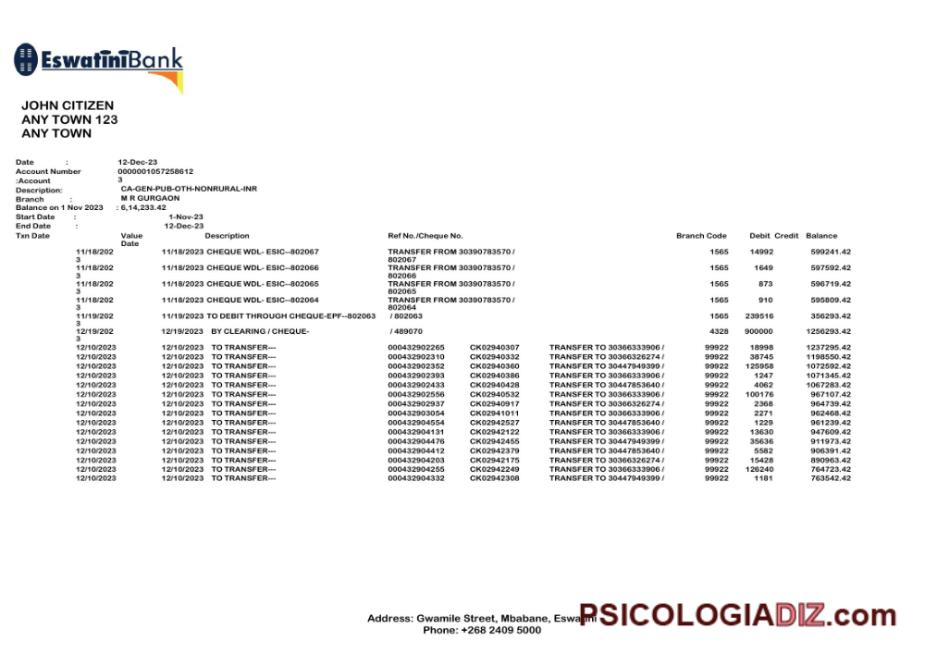 EswatiniBank
JOHN CITIZEN
ANY TOWN 123
ANY TOWN
Date : 12-Dec-23
Account Number 0000001057258612
:Account 3
Description: CA-GEN-PUB-OTH-NONRURAL-INR
Branch : M R GURGAON
Balance on 1 Nov 2023 : 6,14,233.42
Start Date : 1-Nov-23
End Date : 12-Dec-23
Txn Date Value Description Ref No./Cheque No. Branch Code Debit Credit Balance
Date
11/18/202 11/18/2023 CHEQUE WDL- ESIC--802067 TRANSFER FROM 30390783570 / 1565 14992 599241.42
3 802067
11/18/202 11/18/2023 CHEQUE WDL- ESIC--802066 TRANSFER FROM 30390783570 / 1565 1649 597592.42
3 802066
11/18/202 11/18/2023 CHEQUE WDL- ESIC--802065 TRANSFER FROM 30390783570 / 1565 873 596719.42
3 802065
11/18/202 11/18/2023 CHEQUE WDL- ESIC--802064 TRANSFER FROM 30390783570 / 1565 910 595809.42
3 802064
11/19/202 11/19/2023 TO DEBIT THROUGH CHEQUE-EPF--802063 / 802063 1565 239516 356293.42
3
12/19/202 12/19/2023 BY CLEARING / CHEQUE- / 489070 4328 900000 1256293.42
3
12/10/2023 12/10/2023 TO TRANSFER--- 000432902265 CK02940307 TRANSFER TO 30366333906 / 99922 18998 1237295.42
12/10/2023 12/10/2023 TO TRANSFER--- 000432902310 CK02940332 TRANSFER TO 30366326274 / 99922 38745 1198550.42
12/10/2023 12/10/2023 TO TRANSFER--- 000432902352 CK02940360 TRANSFER TO 30447949399 / 99922 125958 1072592.42
12/10/2023 12/10/2023 TO TRANSFER--- 000432902393 CK02940386 TRANSFER TO 30366333906 / 99922 1247 1071345.42
12/10/2023 12/10/2023 TO TRANSFER--- 000432902433 CK02940428 TRANSFER TO 30447853640 / 99922 4062 1067283.42
12/10/2023 12/10/2023 TO TRANSFER--- 000432902556 CK02940532 TRANSFER TO 30366333906 / 99922 100176 967107.42
12/10/2023 12/10/2023 TO TRANSFER--- 000432902937 CK02940917 TRANSFER TO 30366326274 / 99922 2368 964739.42
12/10/2023 12/10/2023 TO TRANSFER--- 000432903054 CK02941011 TRANSFER TO 30366333906 / 99922 2271 962468.42
12/10/2023 12/10/2023 TO TRANSFER--- 000432904554 CK02942527 TRANSFER TO 30447853640 / 99922 1229 961239.42
12/10/2023 12/10/2023 TO TRANSFER--- 000432904131 CK02942122 TRANSFER TO 30366333906 / 99922 13630 947609.42
12/10/2023 12/10/2023 TO TRANSFER--- 000432904476 CK02942455 TRANSFER TO 30447949399 / 99922 35636 911973.42
12/10/2023 12/10/2023 TO TRANSFER--- 000432904412 CK02942379 TRANSFER TO 30447853640 / 99922 5582 906391.42
12/10/2023 12/10/2023 TO TRANSFER--- 000432904203 CK02942175 TRANSFER TO 30366326274 / 99922 15428 890963.42
12/10/2023 12/10/2023 TO TRANSFER--- 000432904255 CK02942249 TRANSFER TO 30366333906 / 99922 126240 764723.42
12/10/2023 12/10/2023 TO TRANSFER--- 000432904332 CK02942308 TRANSFER TO 30447949399 / 99922 1181 763542.42
Address: Gwamile Street, Mbabane, Eswatini
Phone: +268 2409 5000
PSICOLOGIADIZ.com